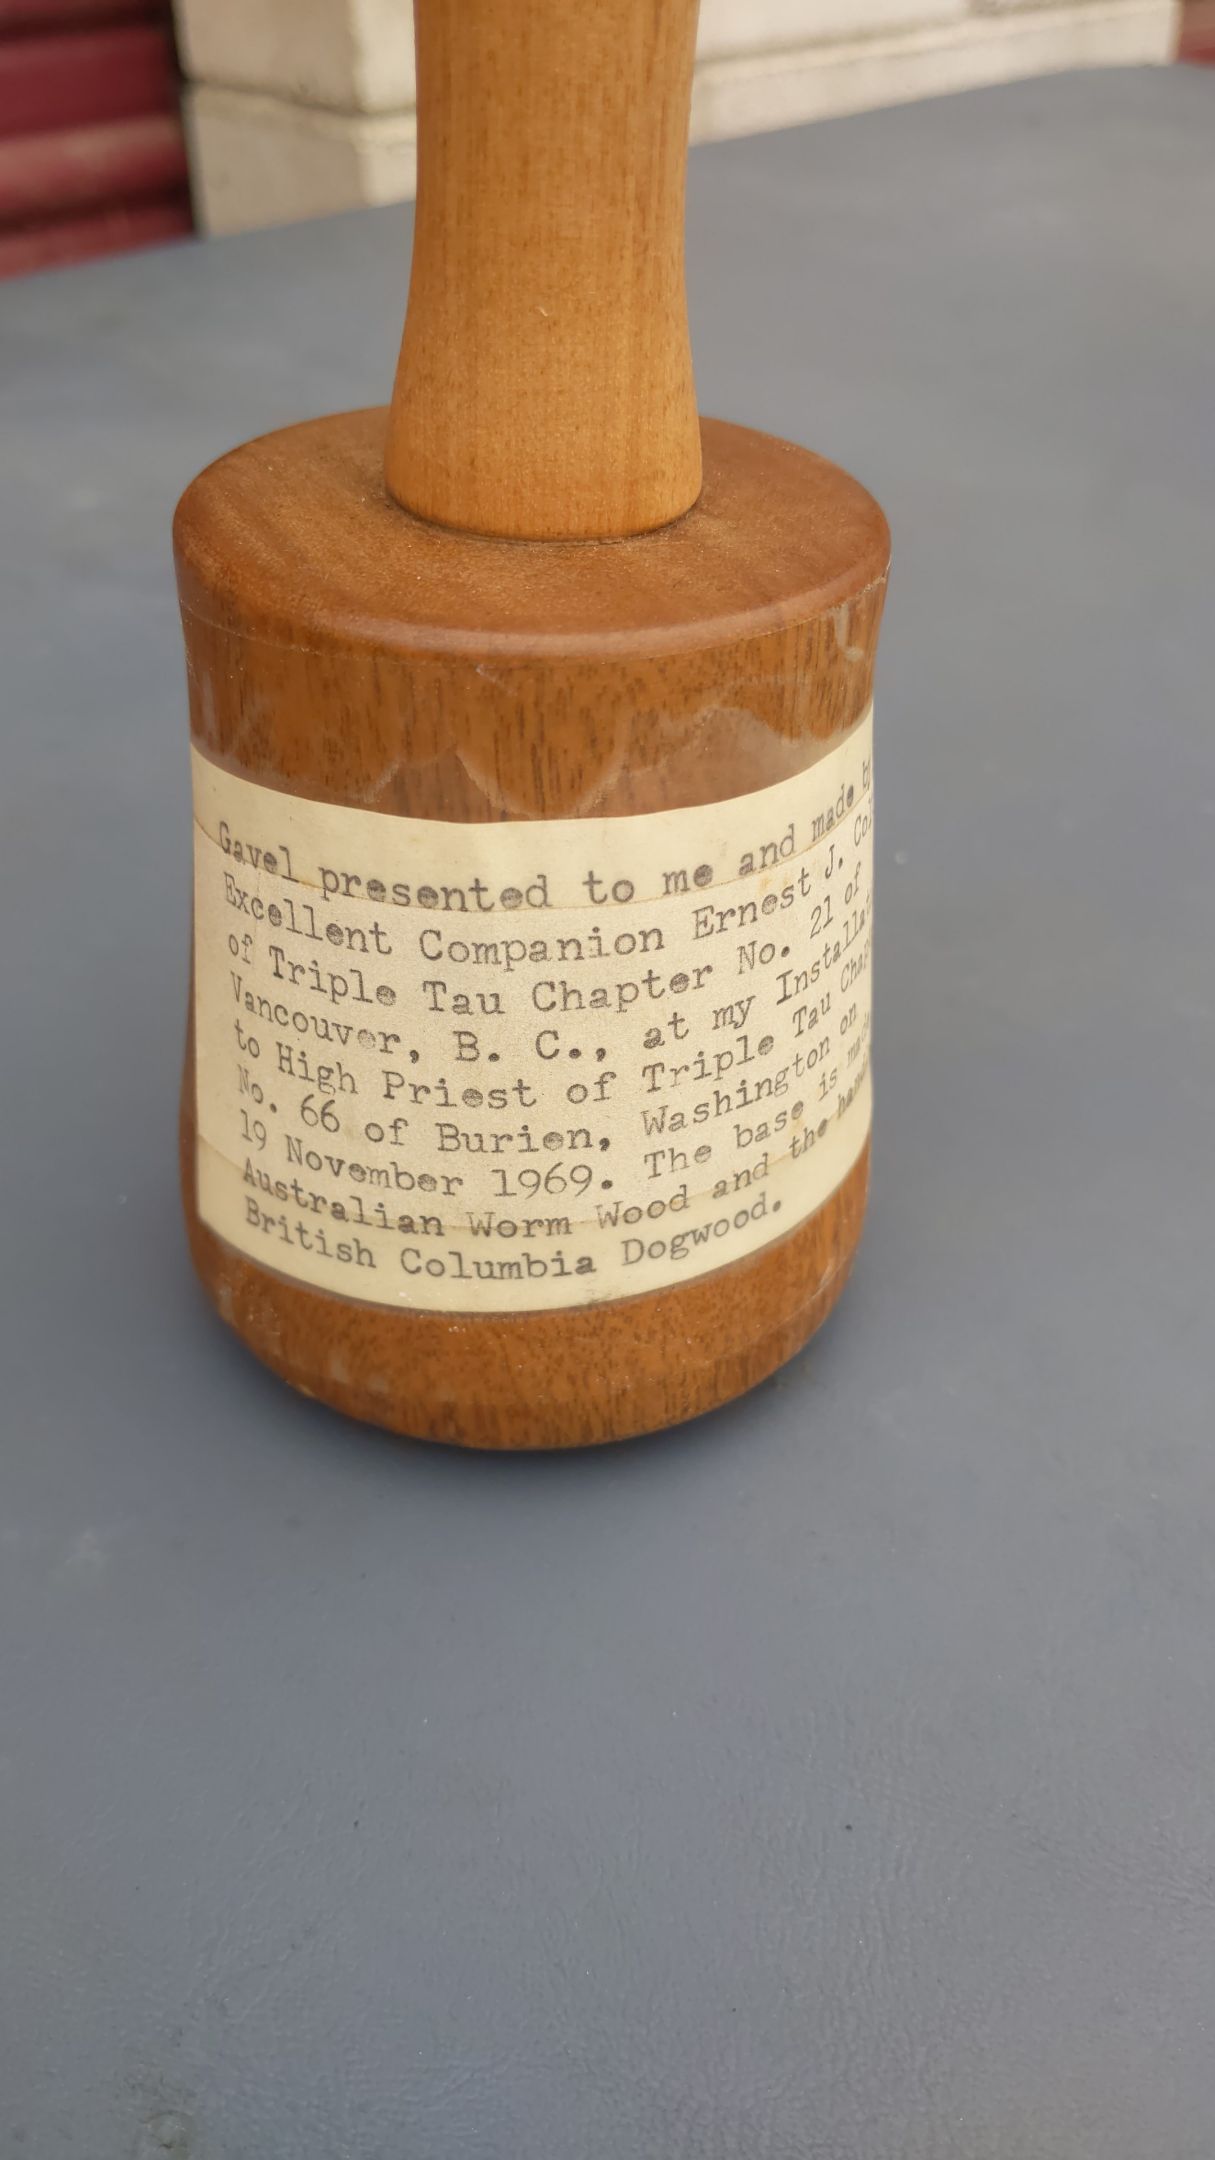 Gavel presented to me and made by
Excellent Companion Ernest J.
of Triple Tau Chapter No. 21 of
Vancouver, B. C., at my
to High Priest of Triple Tau
No. 66 of Burien, Washington on
19 November 1969. The base is
Australian Worm Wood and the
British Columbia Dogwood.